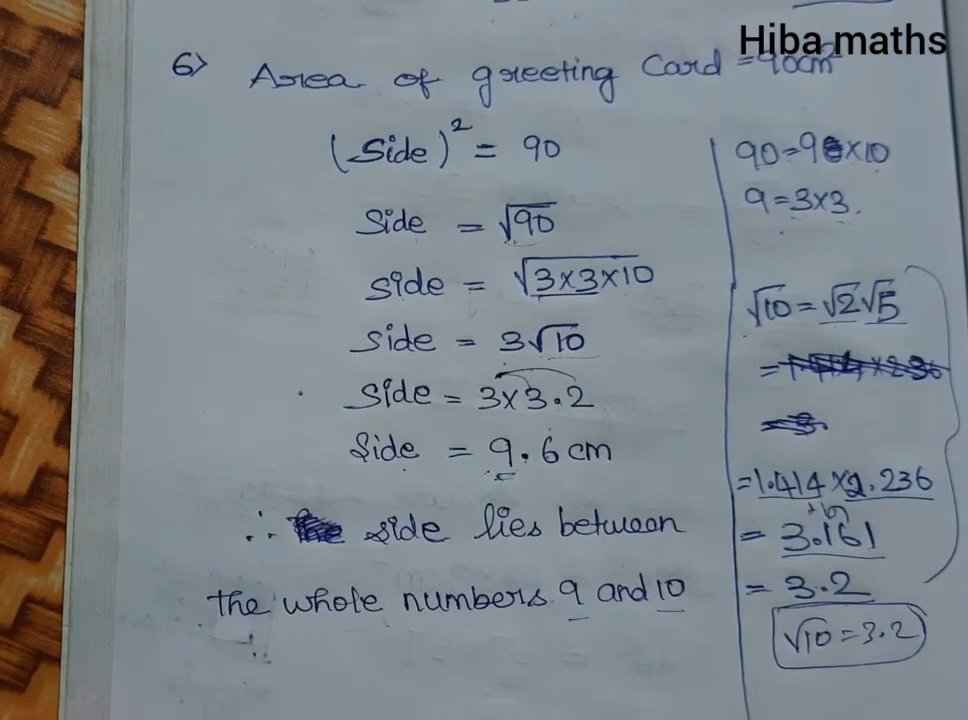 Hiba maths
6) Area of greeting Card = 90cm²
(Side)² = 90
Side = √90
Side = √3×3×10
Side = 3√10
Side = 3×3.2
Side = 9.6 cm
∴ side lies between
the whole numbers 9 and 10
90=9×10
9=3×3.
√10 = √2√5
=1.414×2.236
= 3.161
= 3.2
√10 = 3.2